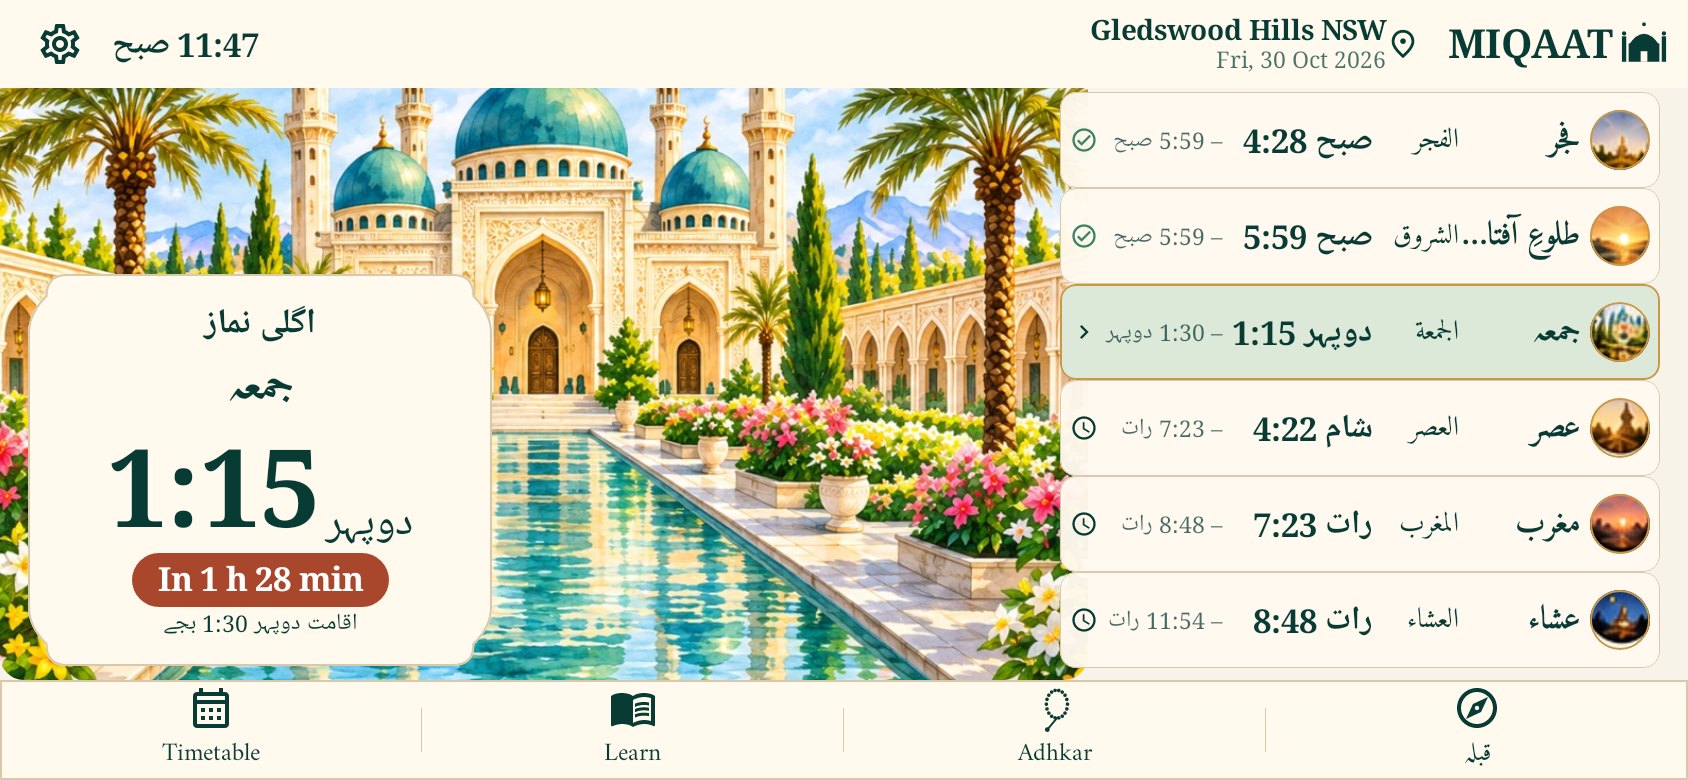 MIQAAT
Gledswood Hills NSW
Fri, 30 Oct 2026
11:47 صبح
فجر الفجر 4:28 صبح – 5:59 صبح
طلوعِ آفتا... الشروق 5:59 صبح – 5:59 صبح
جمعہ الجمعة 1:15 دوپہر – 1:30 دوپہر
عصر العصر 4:22 شام – 7:23 رات
مغرب المغرب 7:23 رات – 8:48 رات
عشاء العشاء 8:48 رات – 11:54 رات
اگلی نماز
جمعہ
1:15 دوپہر
In 1 h 28 min
اقامت دوپہر 1:30 بجے
Timetable
Learn
Adhkar
قبلہ